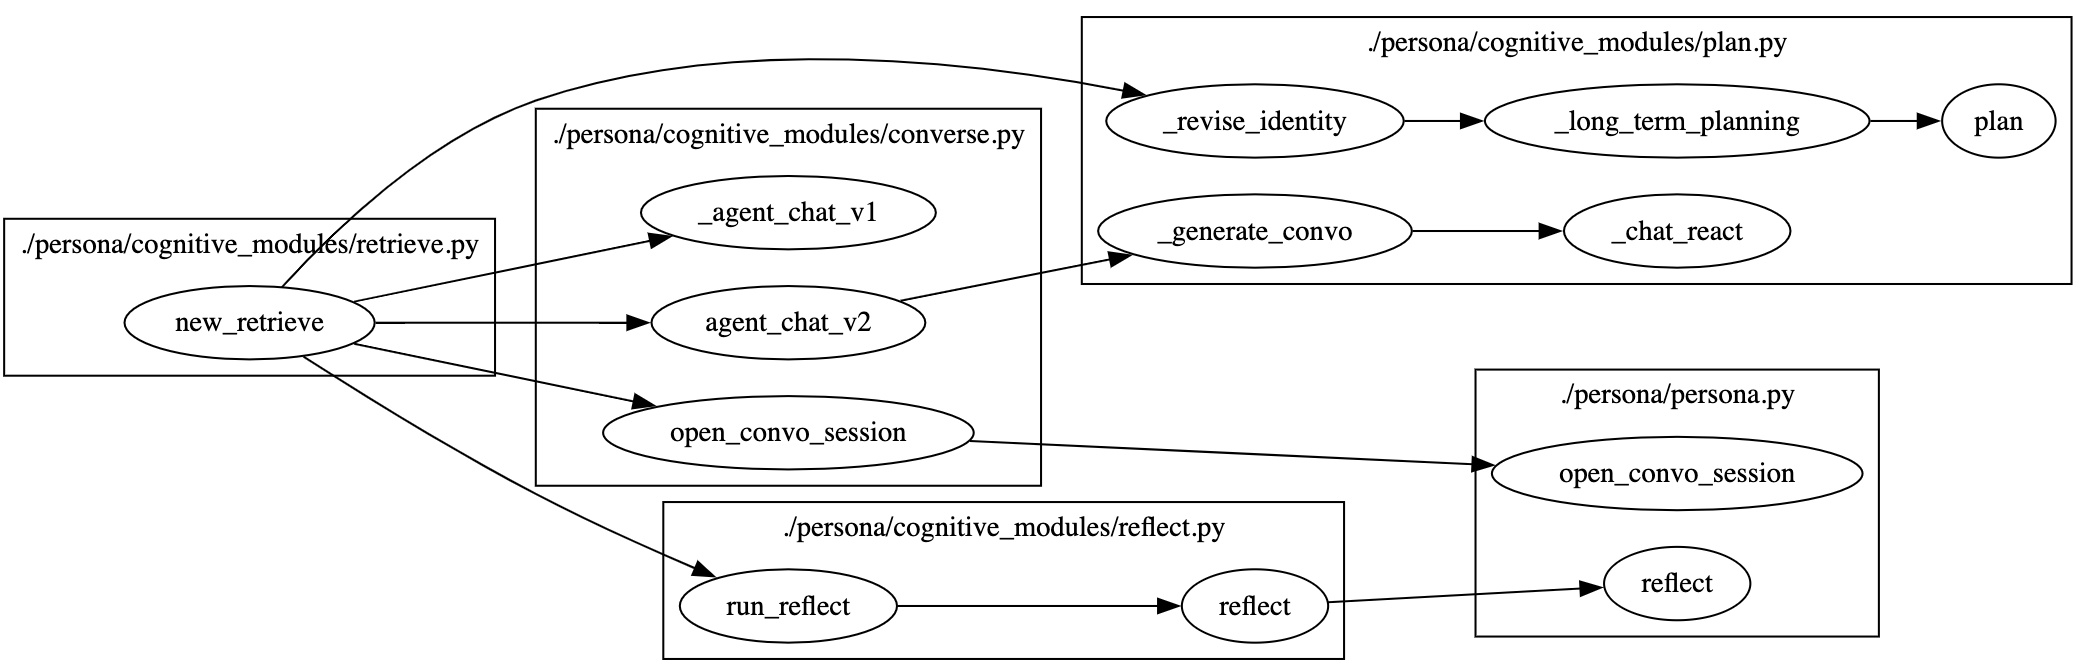 ./persona/cognitive_modules/retrieve.py
new_retrieve
./persona/cognitive_modules/converse.py
_agent_chat_v1
agent_chat_v2
open_convo_session
./persona/cognitive_modules/plan.py
_revise_identity
_long_term_planning
plan
_generate_convo
_chat_react
./persona/cognitive_modules/reflect.py
run_reflect
reflect
./persona/persona.py
open_convo_session
reflect